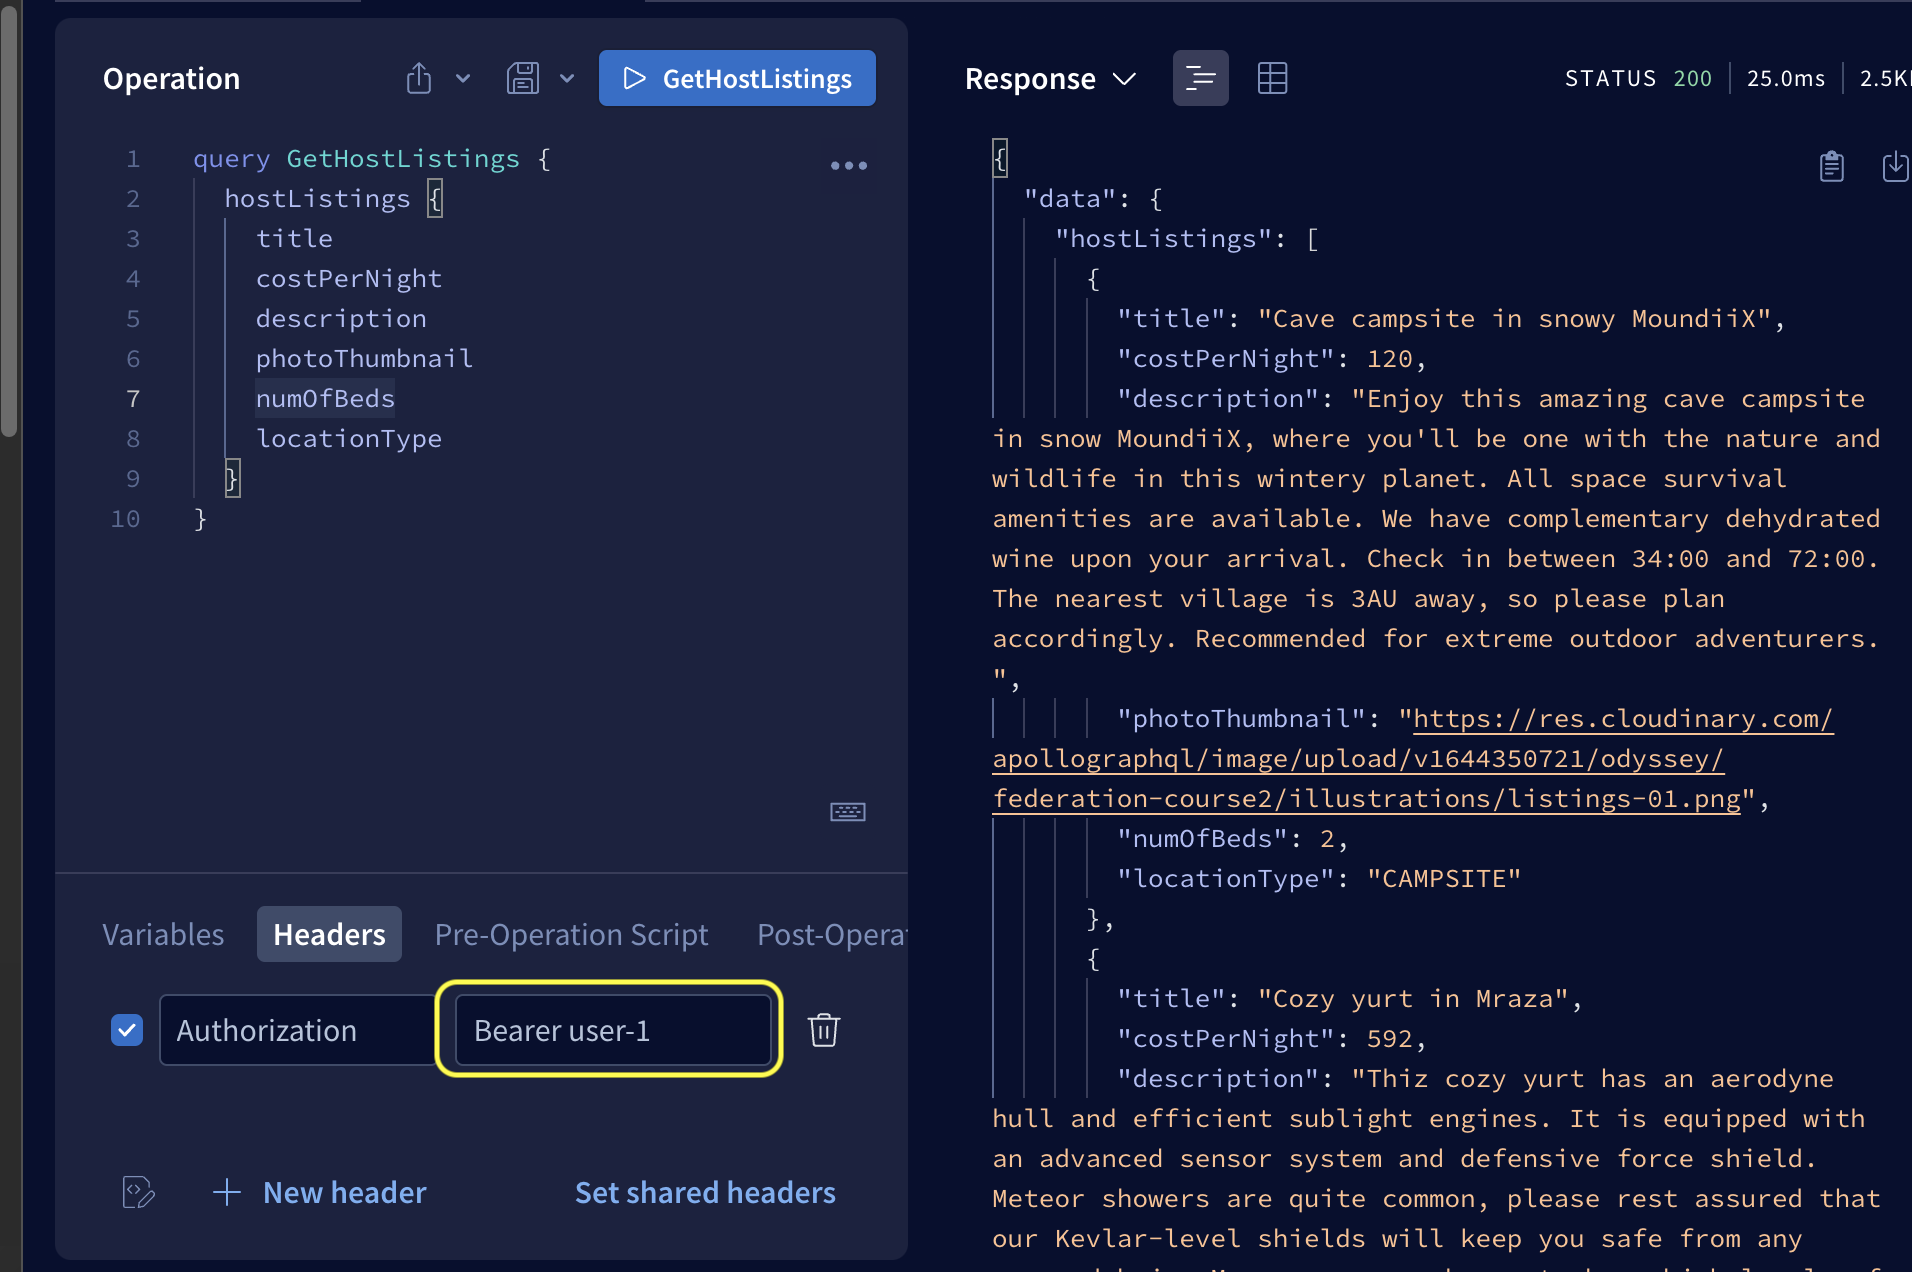 Operation
GetHostListings
1 query GetHostListings {
2 hostListings {
3 title
4 costPerNight
5 description
6 photoThumbnail
7 numOfBeds
8 locationType
9 }
10 }
Variables Headers Pre-Operation Script Post-Opera
Authorization Bearer user-1
New header Set shared headers
Response STATUS 200 25.0ms 2.5K
{
"data": {
"hostListings": [
{
"title": "Cave campsite in snowy MoundiiX",
"costPerNight": 120,
"description": "Enjoy this amazing cave campsite
in snow MoundiiX, where you'll be one with the nature and
wildlife in this wintery planet. All space survival
amenities are available. We have complementary dehydrated
wine upon your arrival. Check in between 34:00 and 72:00.
The nearest village is 3AU away, so please plan
accordingly. Recommended for extreme outdoor adventurers.
",
"photoThumbnail": "https://res.cloudinary.com/
apollographql/image/upload/v1644350721/odyssey/
federation-course2/illustrations/listings-01.png",
"numOfBeds": 2,
"locationType": "CAMPSITE"
},
{
"title": "Cozy yurt in Mraza",
"costPerNight": 592,
"description": "Thiz cozy yurt has an aerodyne
hull and efficient sublight engines. It is equipped with
an advanced sensor system and defensive force shield.
Meteor showers are quite common, please rest assured that
our Kevlar-level shields will keep you safe from any